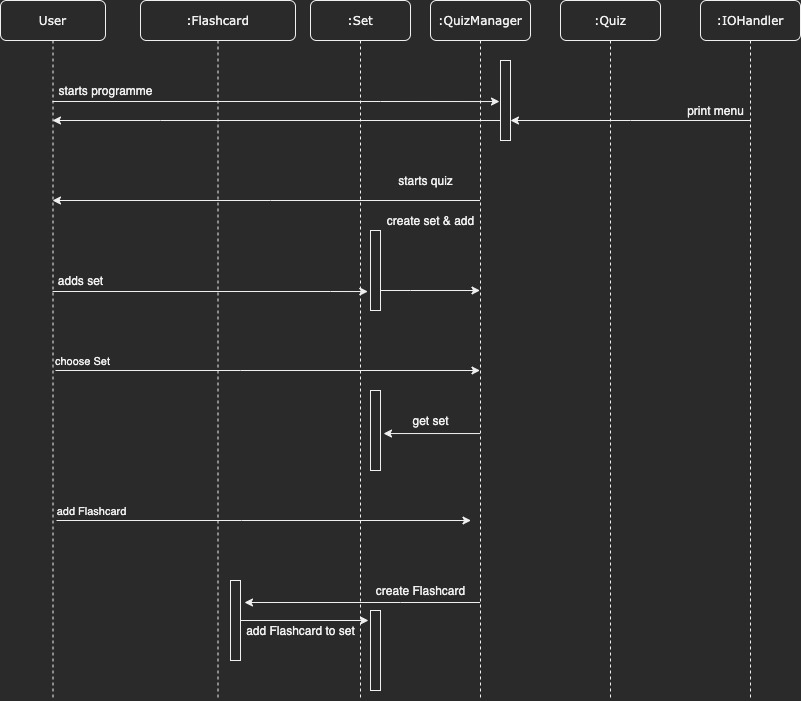 User
:Flashcard
:Set
:QuizManager
:Quiz
:IOHandler
starts programme
print menu
starts quiz
create set & add
adds set
choose Set
get set
add Flashcard
create Flashcard
add Flashcard to set